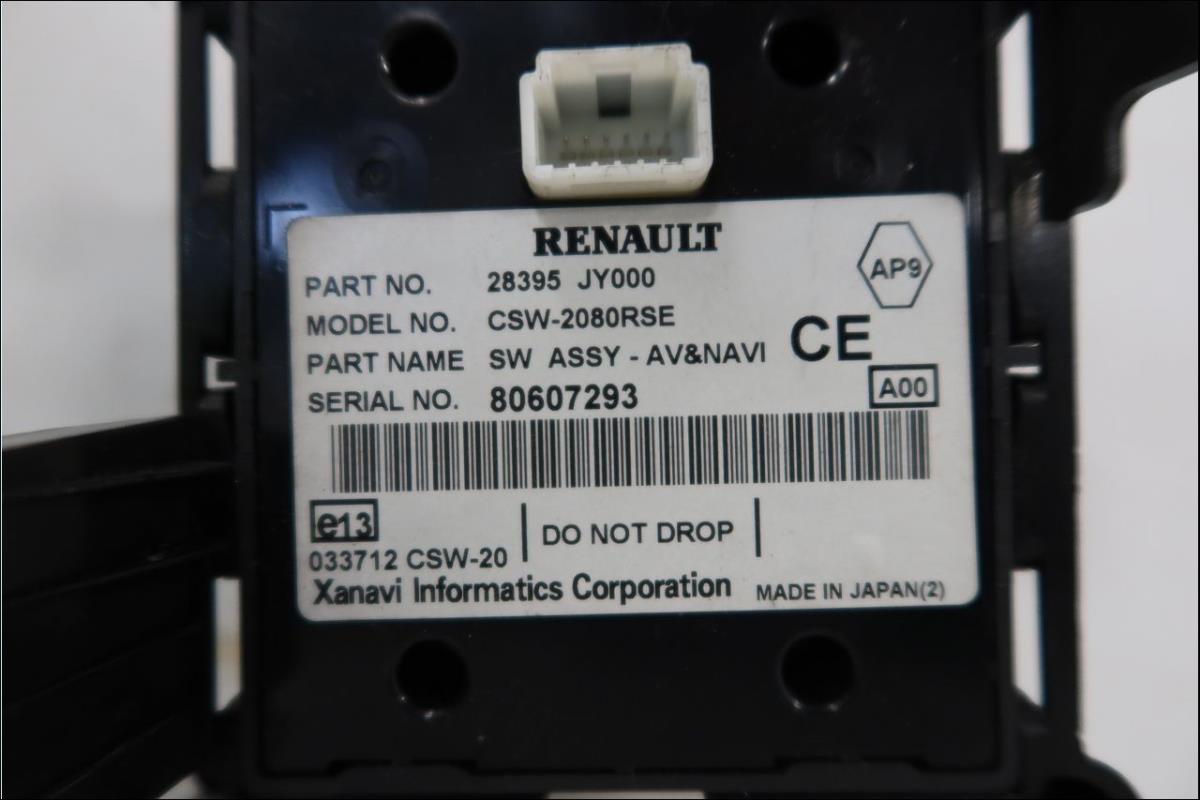 RENAULT
AP9
PART NO. 28395 JY000
MODEL NO. CSW-2080RSE
CE
PART NAME SW ASSY - AV&NAVI
SERIAL NO. 80607293
A00
e13
033712 CSW-20
DO NOT DROP
Xanavi Informatics Corporation
MADE IN JAPAN(2)